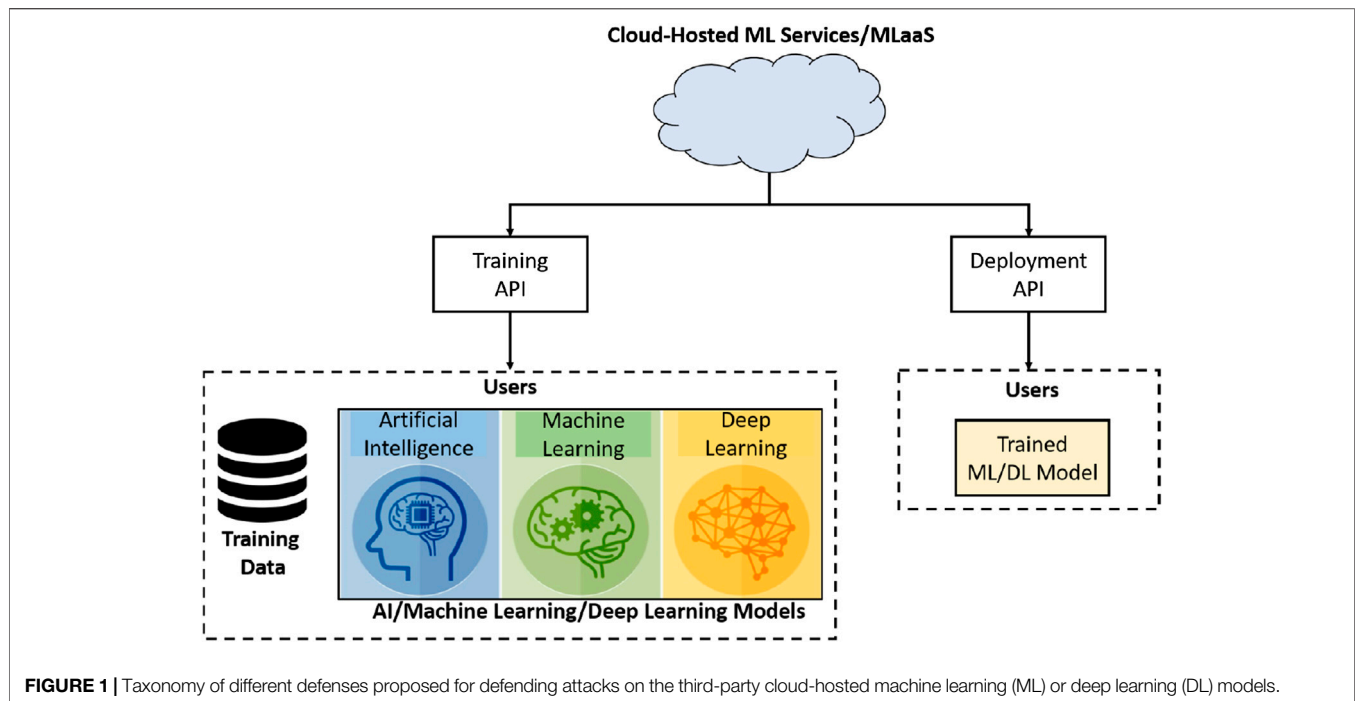 Cloud-Hosted ML Services/MLaaS
Training
API
Deployment
API
Users
Artificial
Intelligence
Machine
Learning
Deep
Learning
Training
Data
AI/Machine Learning/Deep Learning Models
Users
Trained
ML/DL Model
FIGURE 1 | Taxonomy of different defenses proposed for defending attacks on the third-party cloud-hosted machine learning (ML) or deep learning (DL) models.